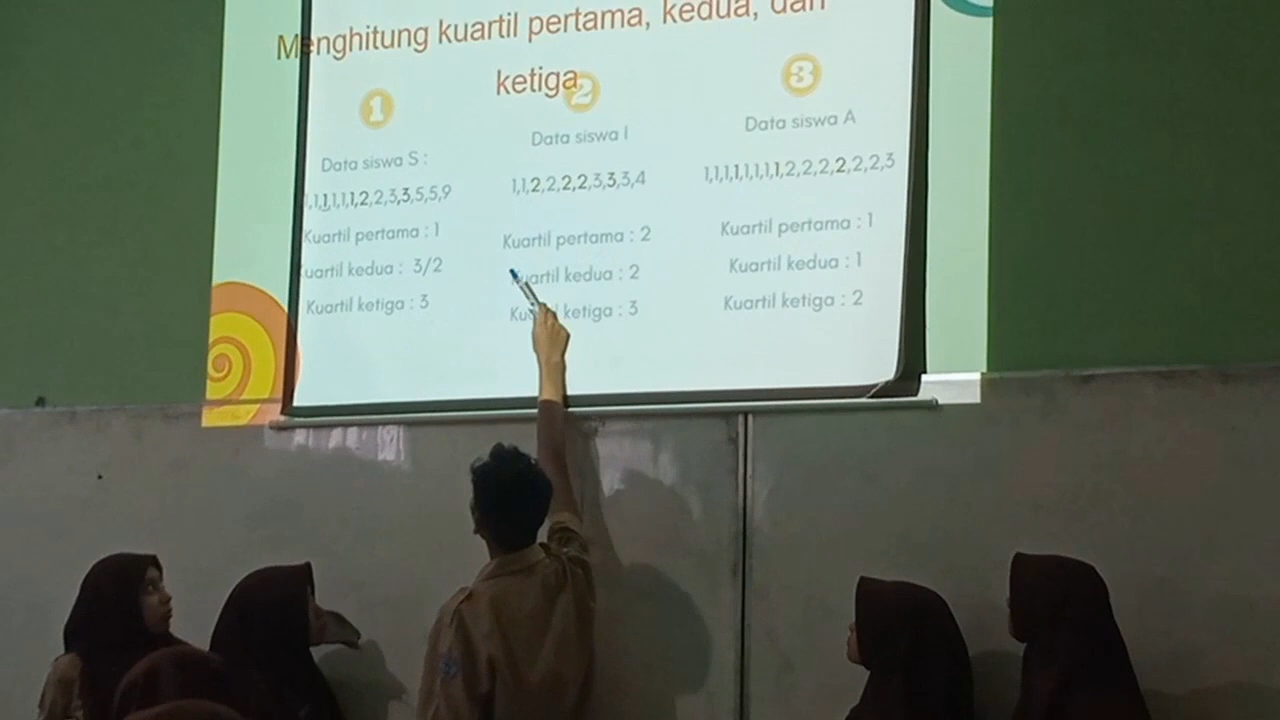 Menghitung kuartil pertama, kedua, dan
ketiga
1
Data siswa S :
1,1,1,1,1,1,2,2,3,3,5,5,9
Kuartil pertama : 1
Kuartil kedua : 3/2
Kuartil ketiga : 3
2
Data siswa I
1,1,2,2,2,2,3,3,3,4
Kuartil pertama : 2
Kuartil kedua : 2
Kuartil ketiga : 3
3
Data siswa A
1,1,1,1,1,1,1,1,2,2,2,2,2,2,3
Kuartil pertama : 1
Kuartil kedua : 1
Kuartil ketiga : 2